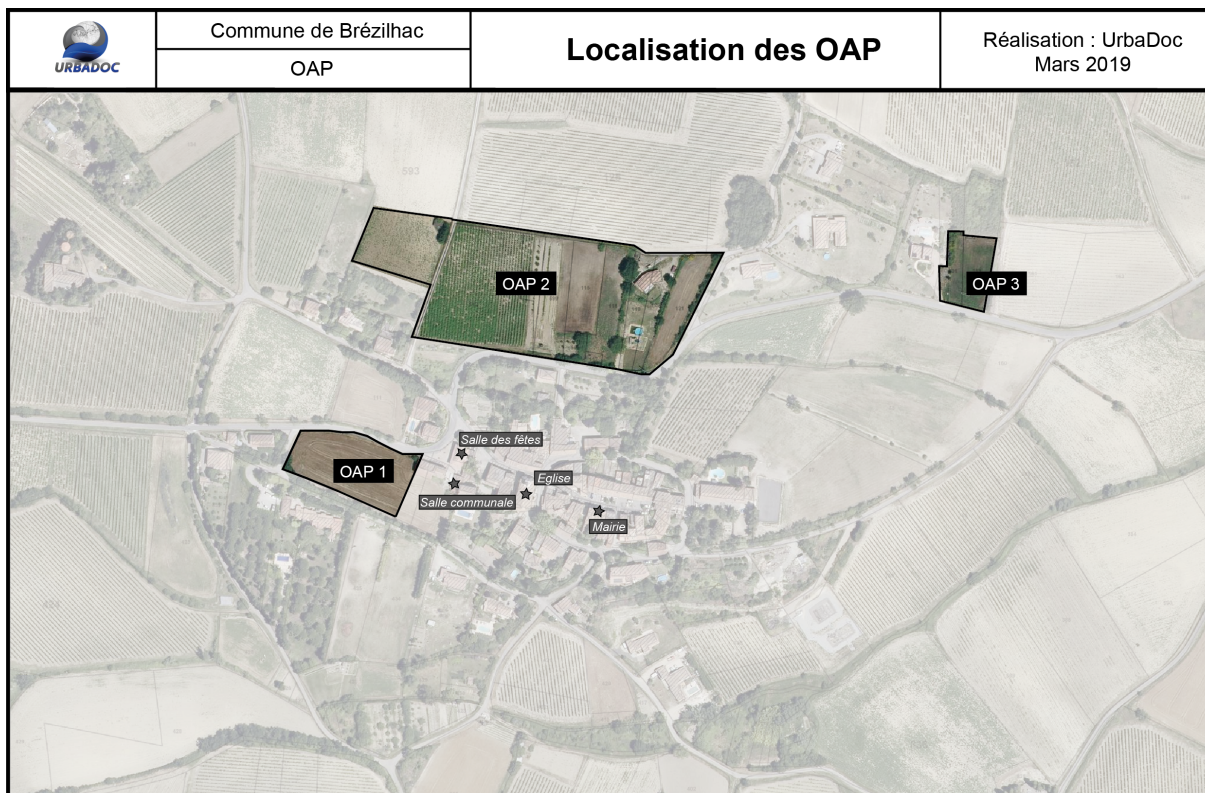 URBADOC
Commune de Brézilhac
OAP
Localisation des OAP
Réalisation : UrbaDoc
Mars 2019
OAP 2
OAP 3
OAP 1
Salle des fêtes
Eglise
Salle communale
Mairie